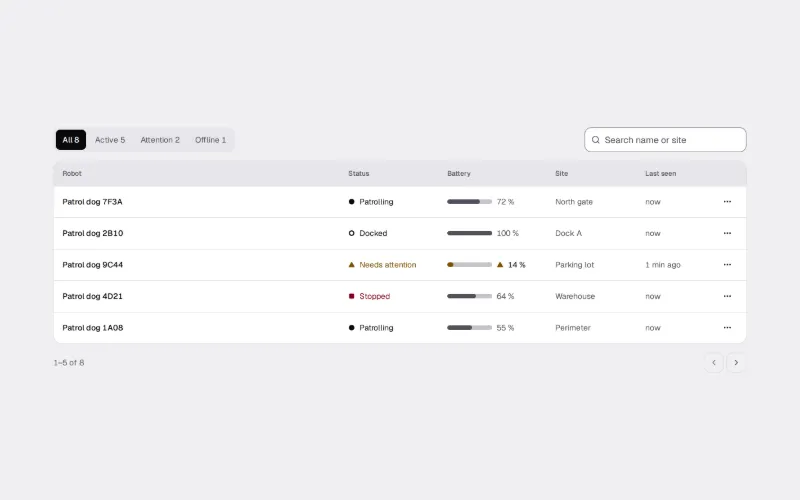 All 8 Active 5 Attention 2 Offline 1 Search name or site
Robot Status Battery Site Last seen
Patrol dog 7F3A Patrolling 72 % North gate now
Patrol dog 2B10 Docked 100 % Dock A now
Patrol dog 9C44 Needs attention 14 % Parking lot 1 min ago
Patrol dog 4D21 Stopped 64 % Warehouse now
Patrol dog 1A08 Patrolling 55 % Perimeter now
1–5 of 8